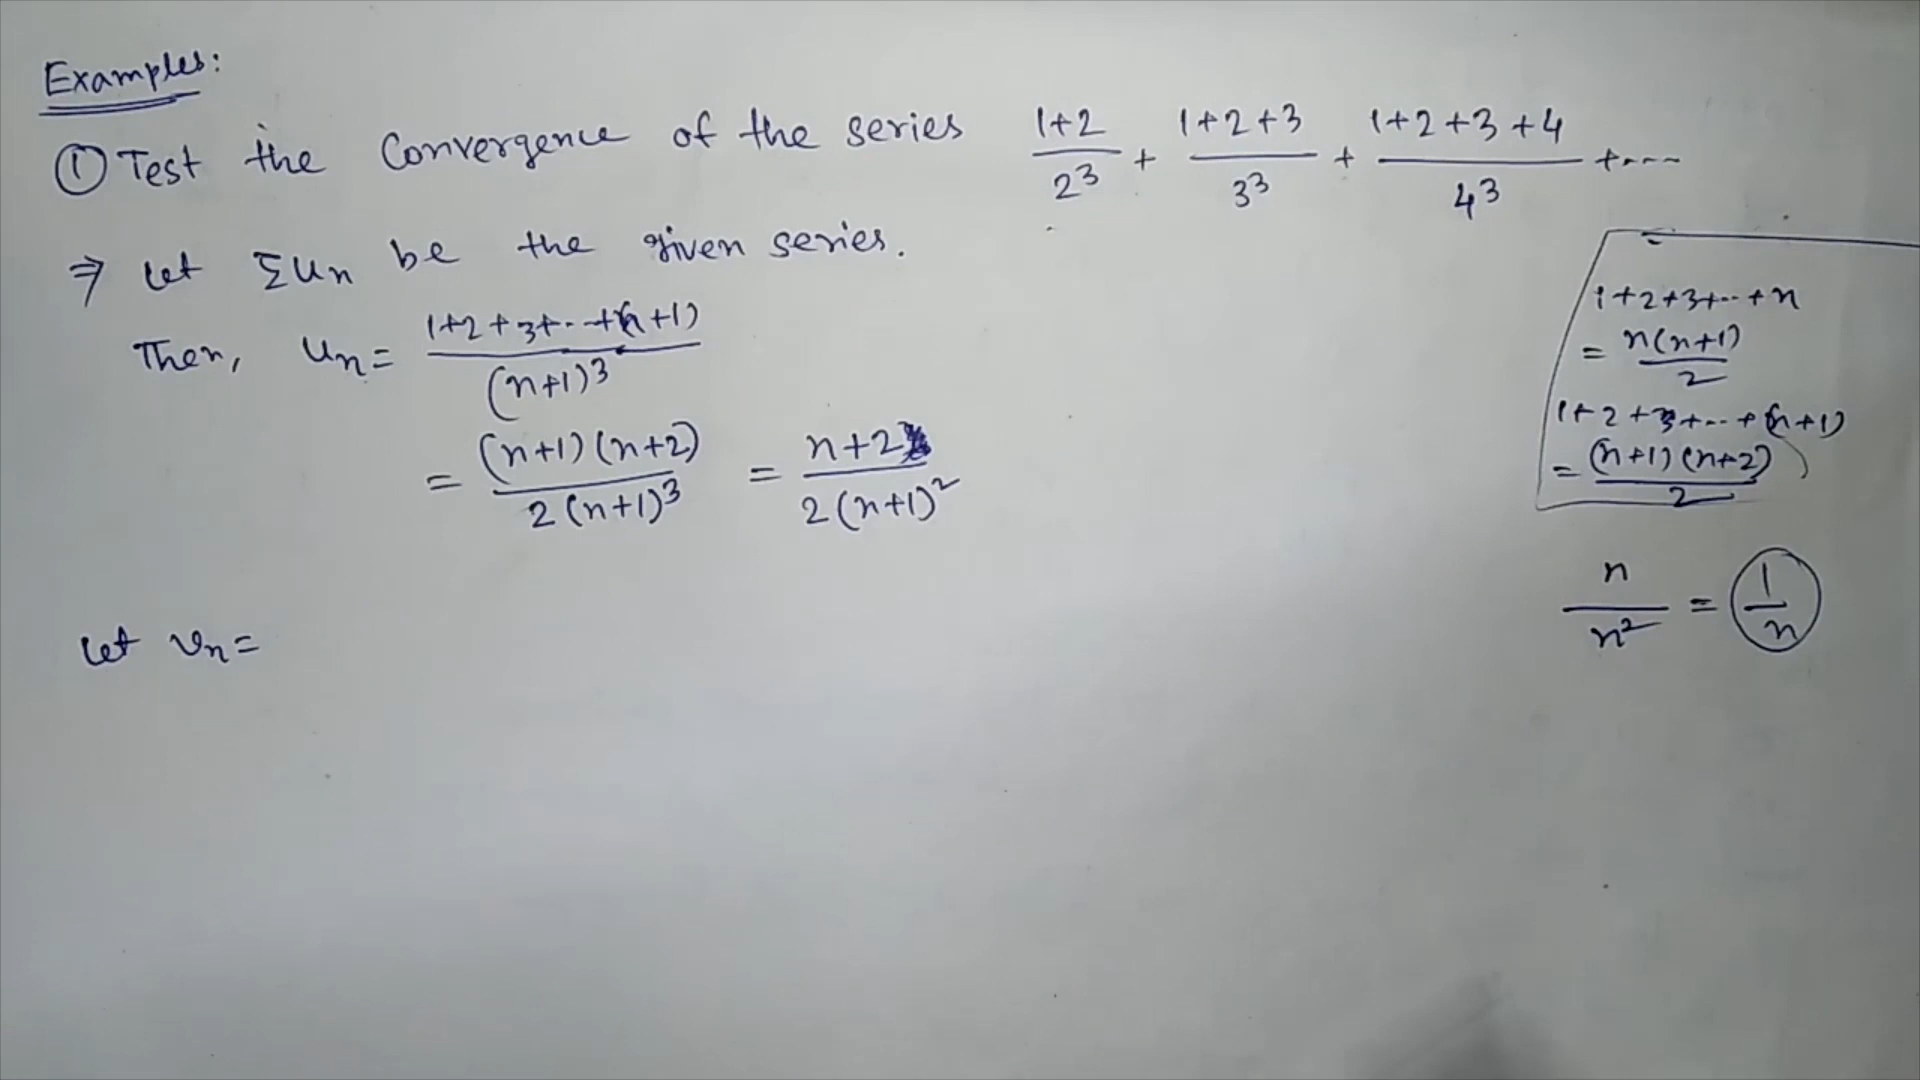 Examples:
① Test the Convergence of the series (1+2)/2³ + (1+2+3)/3³ + (1+2+3+4)/4³ + ----
⇒ Let Σun be the given series.
Then, un = (1+2+3+--+(n+1))/(n+1)³
= (n+1)(n+2)/2(n+1)³ = n+2/2(n+1)²
Let vn =
1+2+3+--+n
= n(n+1)/2
1+2+3+--+(n+1)
= (n+1)(n+2)/2
n/n² = 1/n